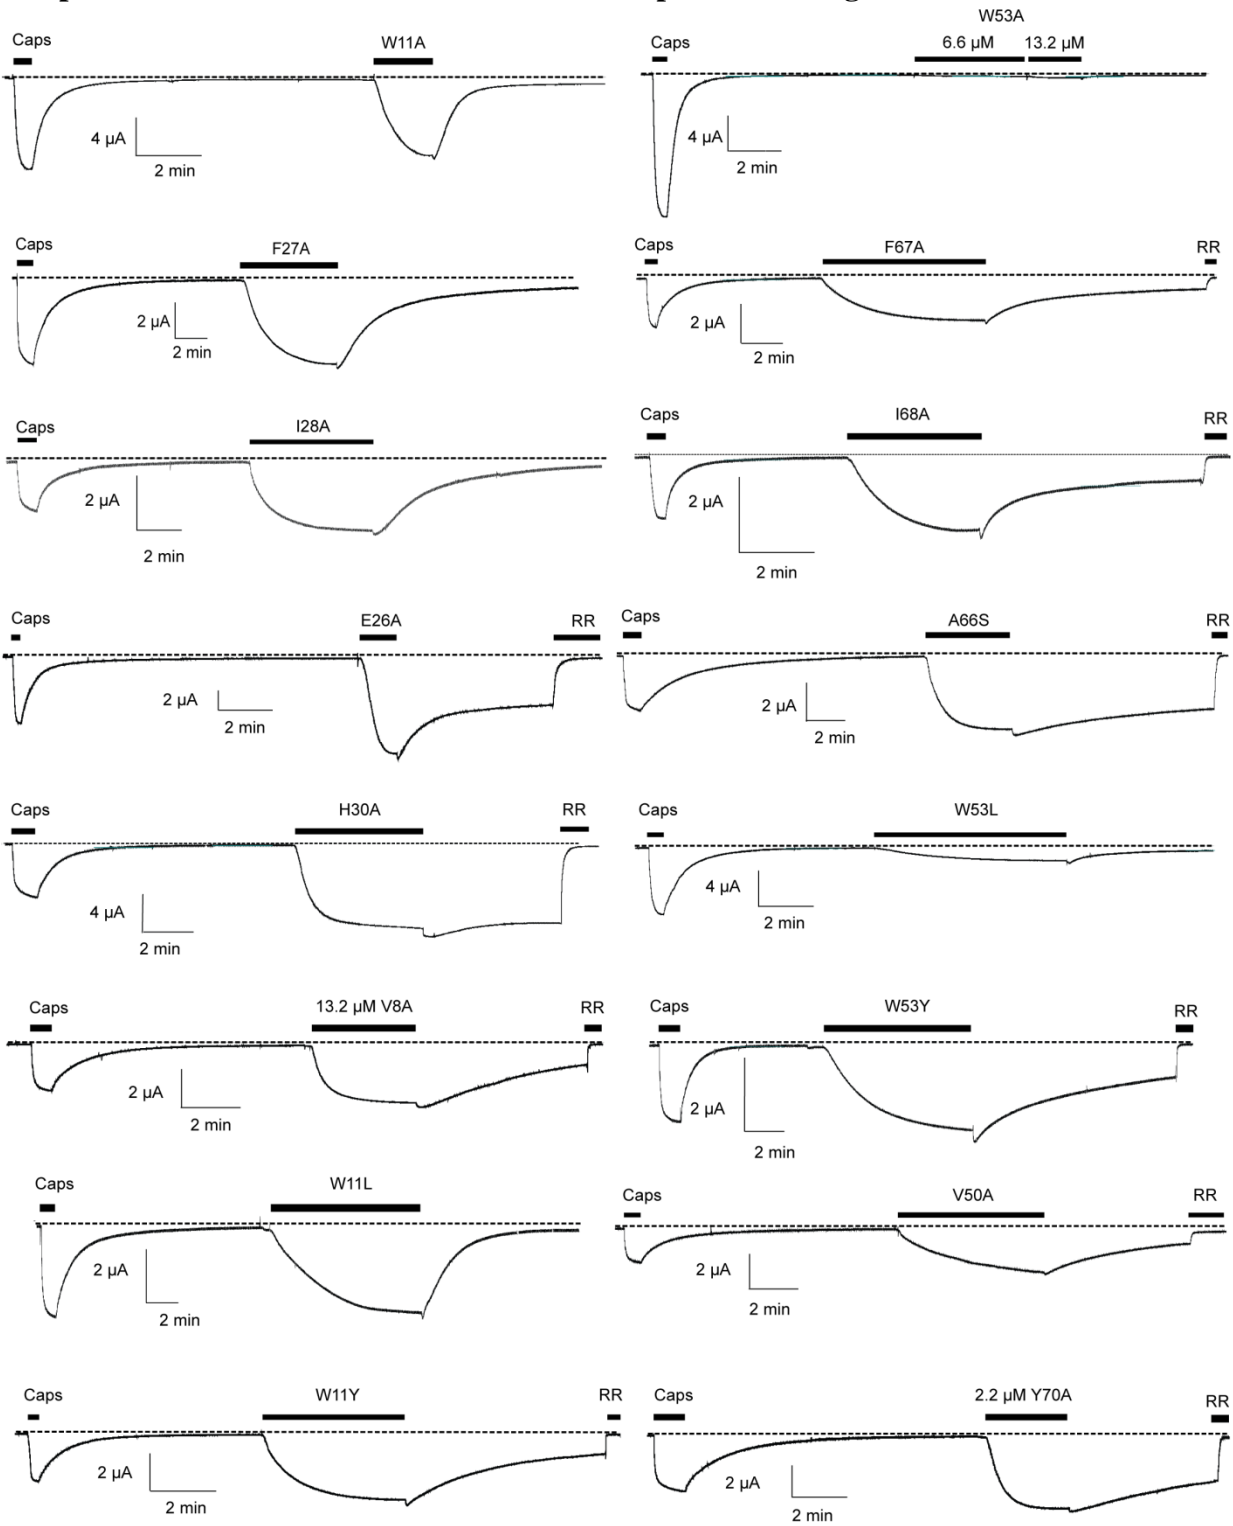 W53A
Caps W11A Caps 6.6 µM 13.2 µM
4 µA 4 µA
2 min 2 min
Caps F27A Caps F67A RR
2 µA 2 µA
2 min 2 min
Caps I28A Caps I68A RR
2 µA 2 µA
2 min 2 min
Caps E26A RR Caps A66S RR
2 µA 2 µA
2 min 2 min
Caps H30A RR Caps W53L
4 µA 4 µA
2 min 2 min
Caps 13.2 µM V8A RR Caps W53Y RR
2 µA 2 µA
2 min 2 min
Caps W11L Caps V50A RR
2 µA 2 µA
2 min 2 min
Caps W11Y RR Caps 2.2 µM Y70A RR
2 µA 2 µA
2 min 2 min